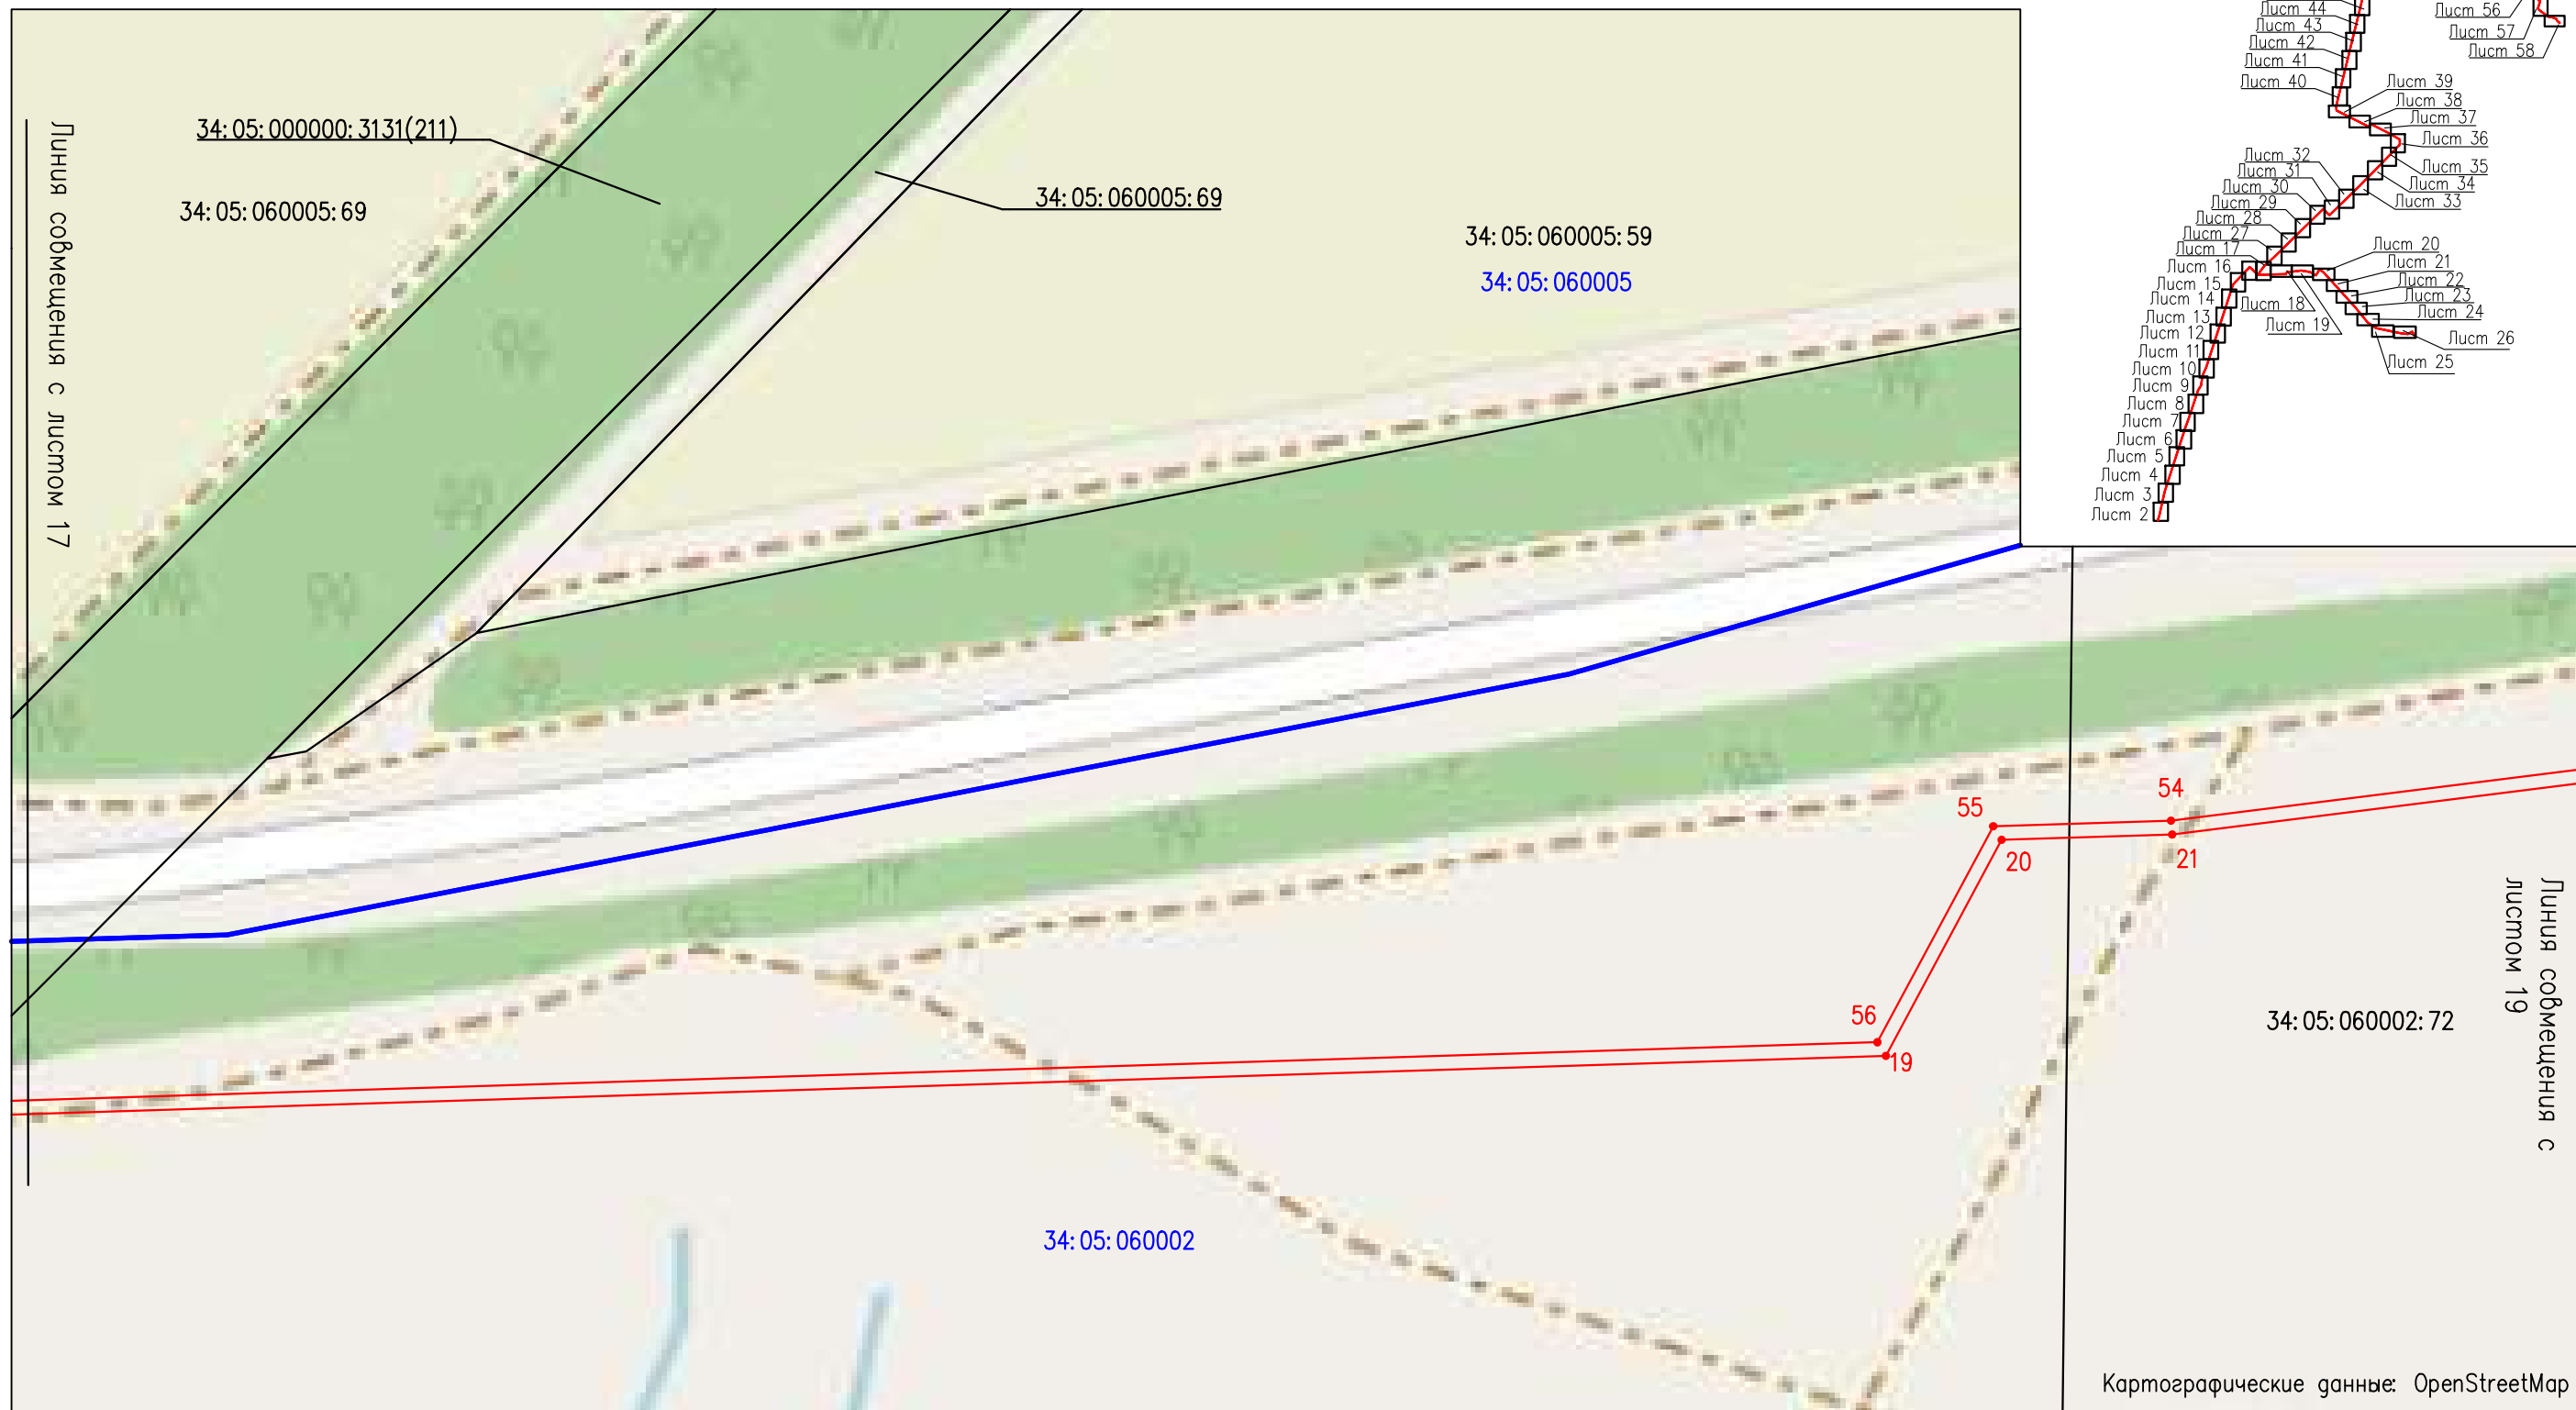 Линия совмещения с листом 17
34:05:000000:3131(211)
34:05:060005:69
34:05:060005:69
34:05:060005:59
34:05:060005
Лист 44
Лист 43
Лист 42
Лист 41
Лист 40
Лист 56
Лист 57
Лист 58
Лист 39
Лист 38
Лист 37
Лист 36
Лист 35
Лист 34
Лист 33
Лист 32
Лист 31
Лист 30
Лист 29
Лист 28
Лист 27
Лист 17
Лист 16
Лист 15
Лист 14
Лист 13
Лист 12
Лист 11
Лист 10
Лист 9
Лист 8
Лист 7
Лист 6
Лист 5
Лист 4
Лист 3
Лист 2
Лист 18
Лист 19
Лист 20
Лист 21
Лист 22
Лист 23
Лист 24
Лист 26
Лист 25
54
55
20
21
56
19
Линия совмещения с
листом 19
34:05:060002:72
34:05:060002
Картографические данные: OpenStreetMap